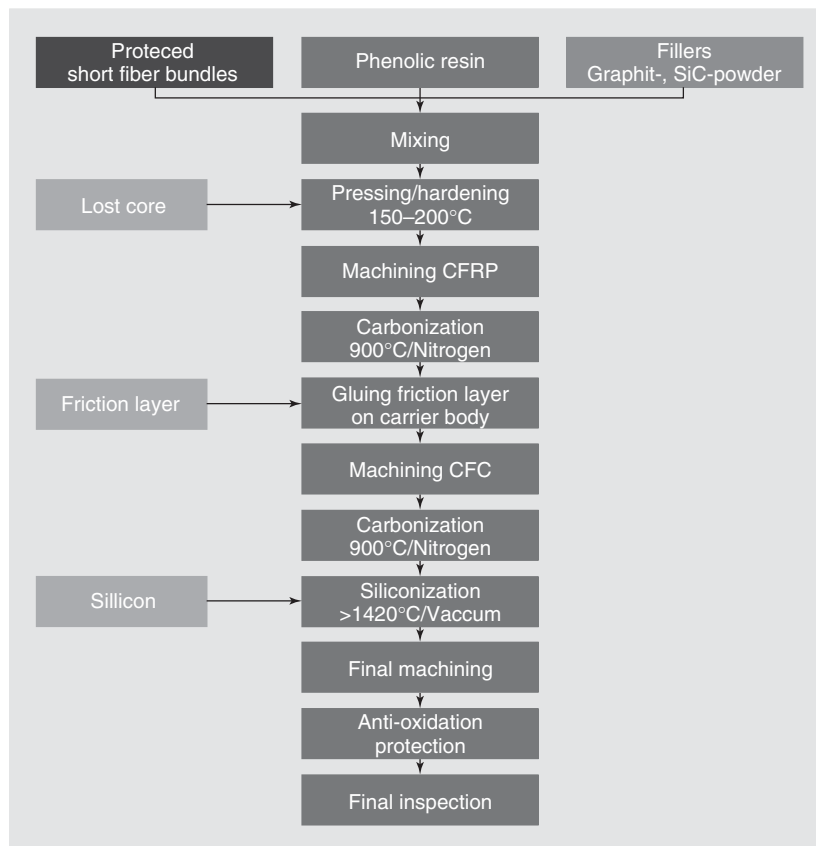 Proteced
short fiber bundles
Phenolic resin
Fillers
Graphit-, SiC-powder
Mixing
Lost core
Pressing/hardening
150–200°C
Machining CFRP
Carbonization
900°C/Nitrogen
Friction layer
Gluing friction layer
on carrier body
Machining CFC
Carbonization
900°C/Nitrogen
Sillicon
Siliconization
>1420°C/Vaccum
Final machining
Anti-oxidation
protection
Final inspection